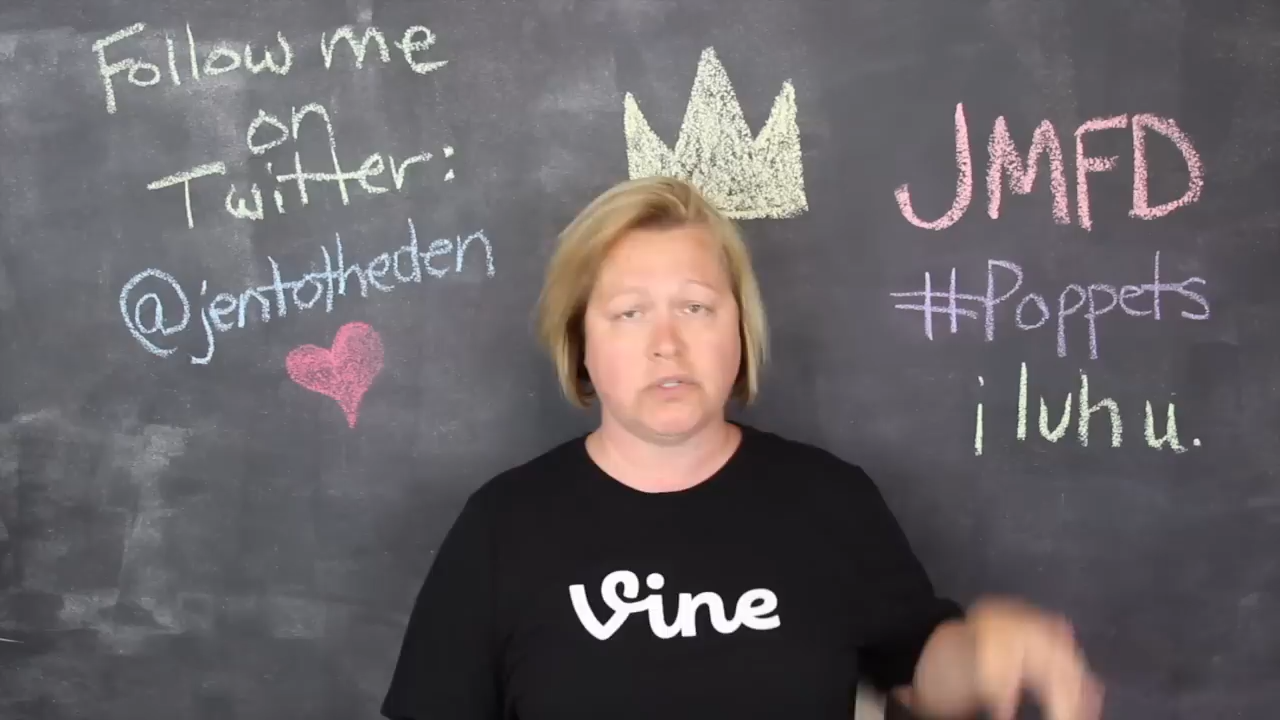 Follow me
on
Twitter:
@jentotheden
JMFD
#Poppets
i luh u.
Vine